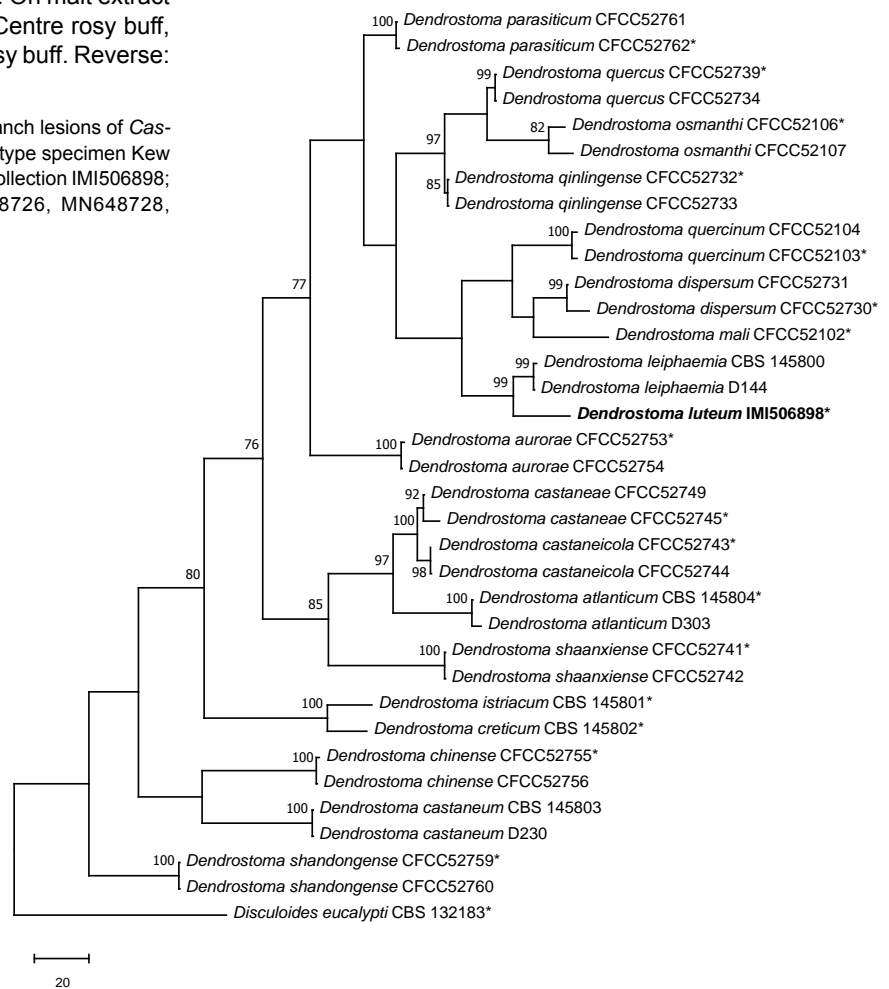 On malt extract
Centre rosy buff,
sy buff. Reverse:
anch lesions of Cas-
type specimen Kew
ollection IMI506898;
8726, MN648728,
100 Dendrostoma parasiticum CFCC52761
Dendrostoma parasiticum CFCC52762*
99 Dendrostoma quercus CFCC52739*
Dendrostoma quercus CFCC52734
82 Dendrostoma osmanthi CFCC52106*
97
Dendrostoma osmanthi CFCC52107
Dendrostoma qinlingense CFCC52732*
85
Dendrostoma qinlingense CFCC52733
100 Dendrostoma quercinum CFCC52104
Dendrostoma quercinum CFCC52103*
99 Dendrostoma dispersum CFCC52731
77
Dendrostoma dispersum CFCC52730*
Dendrostoma mali CFCC52102*
99 Dendrostoma leiphaemia CBS 145800
99
Dendrostoma leiphaemia D144
Dendrostoma luteum IMI506898*
76
100 Dendrostoma aurorae CFCC52753*
Dendrostoma aurorae CFCC52754
92 Dendrostoma castaneae CFCC52749
100 Dendrostoma castaneae CFCC52745*
Dendrostoma castaneicola CFCC52743*
97
98 Dendrostoma castaneicola CFCC52744
80
100 Dendrostoma atlanticum CBS 145804*
85
Dendrostoma atlanticum D303
100 Dendrostoma shaanxiense CFCC52741*
Dendrostoma shaanxiense CFCC52742
100 Dendrostoma istriacum CBS 145801*
Dendrostoma creticum CBS 145802*
100 Dendrostoma chinense CFCC52755*
Dendrostoma chinense CFCC52756
100 Dendrostoma castaneum CBS 145803
Dendrostoma castaneum D230
100 Dendrostoma shandongense CFCC52759*
Dendrostoma shandongense CFCC52760
Disculoides eucalypti CBS 132183*
20